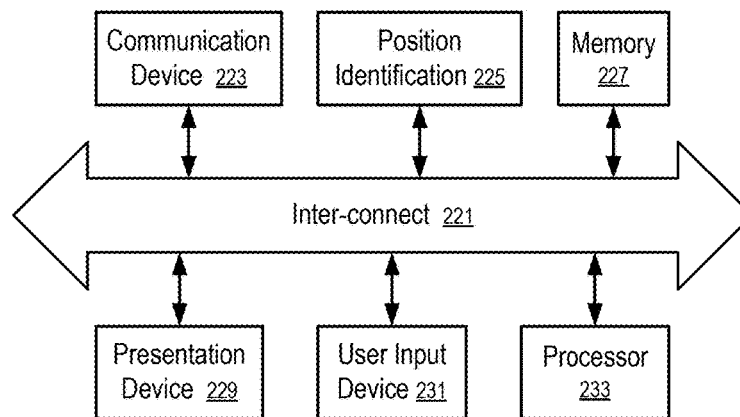 Communication
Device 223
Position
Identification 225
Memory
227
Inter-connect 221
Presentation
Device 229
User Input
Device 231
Processor
233